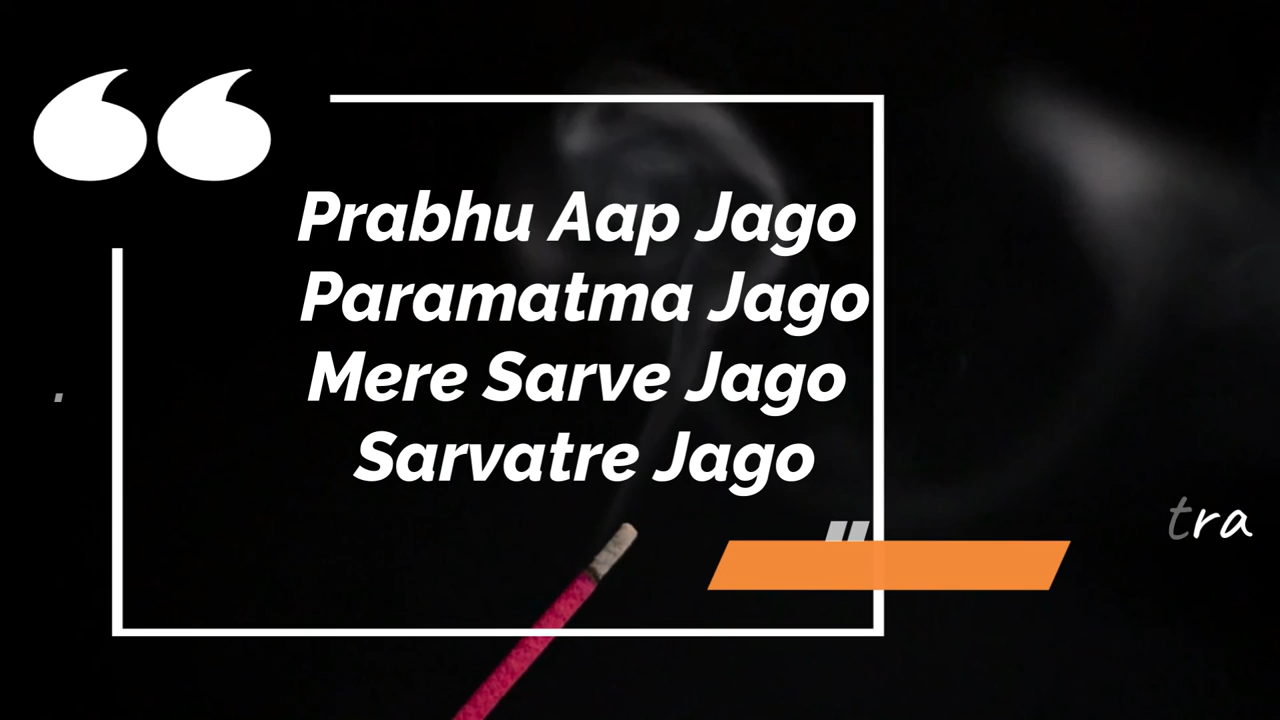 “
Prabhu Aap Jago
Paramatma Jago
Mere Sarve Jago
Sarvatre Jago
"
.
tra